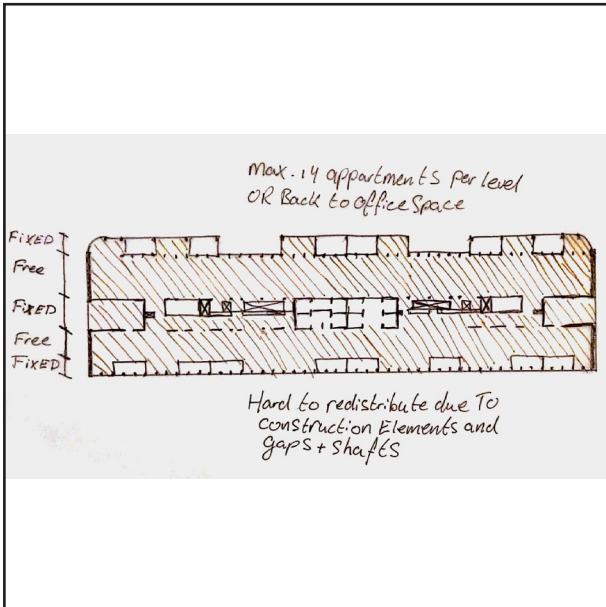 Max. 14 appartments per level
OR Back to office Space
FiXED
Free
FiXED
Free
FiXED
Hard to redistribute due To
construction Elements and
gaps + shafts